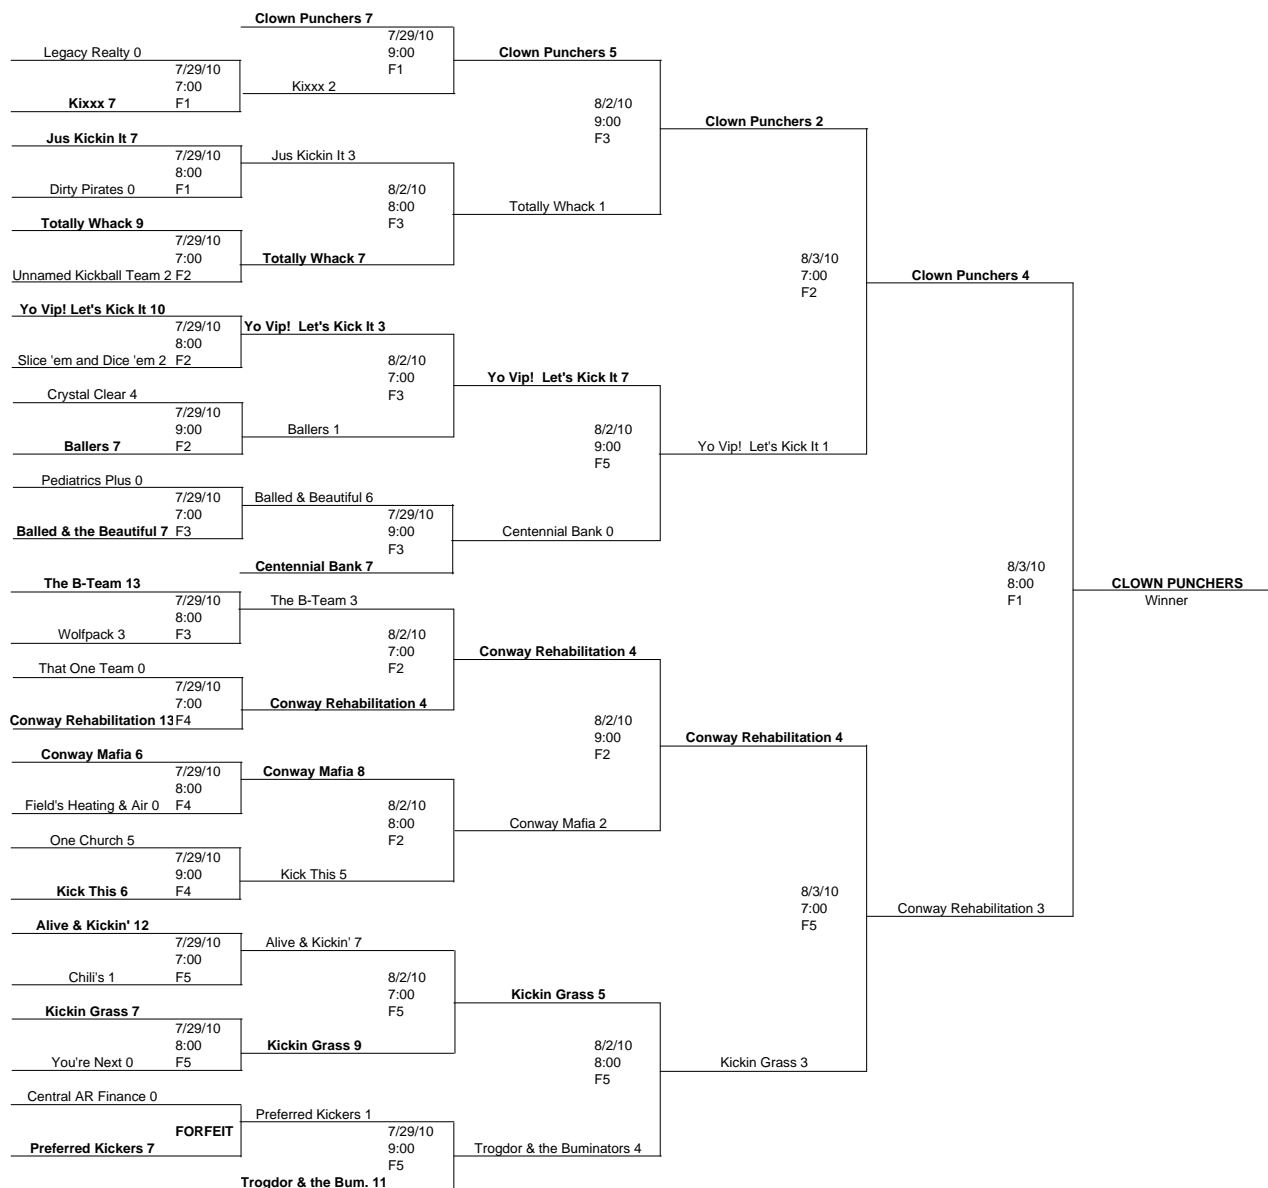 Clown Punchers 7
7/29/10
9:00
F1
Legacy Realty 0
7/29/10
7:00
F1
Kixxx 7
Kixxx 2
Clown Punchers 5
8/2/10
9:00
F3
Clown Punchers 2
Jus Kickin It 7
7/29/10
8:00
F1
Dirty Pirates 0
Jus Kickin It 3
8/2/10
8:00
F3
Totally Whack 1
Totally Whack 9
7/29/10
7:00
Unnamed Kickball Team 2 F2
Totally Whack 7
8/3/10
7:00
F2
Clown Punchers 4
Yo Vip! Let's Kick It 10
7/29/10
8:00
Slice 'em and Dice 'em 2 F2
Yo Vip! Let's Kick It 3
8/2/10
7:00
F3
Yo Vip! Let's Kick It 7
Crystal Clear 4
7/29/10
9:00
F2
Ballers 7
Ballers 1
8/2/10
9:00
F5
Yo Vip! Let's Kick It 1
Pediatrics Plus 0
7/29/10
7:00
Balled & the Beautiful 7 F3
Balled & Beautiful 6
7/29/10
9:00
F3
Centennial Bank 0
Centennial Bank 7
8/3/10
8:00
F1
CLOWN PUNCHERS
Winner
The B-Team 13
7/29/10
8:00
F3
Wolfpack 3
The B-Team 3
8/2/10
7:00
F2
Conway Rehabilitation 4
That One Team 0
7/29/10
7:00
Conway Rehabilitation 13 F4
Conway Rehabilitation 4
8/2/10
9:00
F2
Conway Rehabilitation 4
Conway Mafia 6
7/29/10
8:00
Field's Heating & Air 0 F4
Conway Mafia 8
8/2/10
8:00
F2
Conway Mafia 2
One Church 5
7/29/10
9:00
F4
Kick This 6
Kick This 5
8/3/10
7:00
F5
Conway Rehabilitation 3
Alive & Kickin' 12
7/29/10
7:00
F5
Chili's 1
Alive & Kickin' 7
8/2/10
7:00
F5
Kickin Grass 5
Kickin Grass 7
7/29/10
8:00
F5
You're Next 0
Kickin Grass 9
8/2/10
8:00
F5
Kickin Grass 3
Central AR Finance 0
FORFEIT
Preferred Kickers 7
Preferred Kickers 1
7/29/10
9:00
F5
Trogdor & the Buminators 4
Trogdor & the Bum. 11